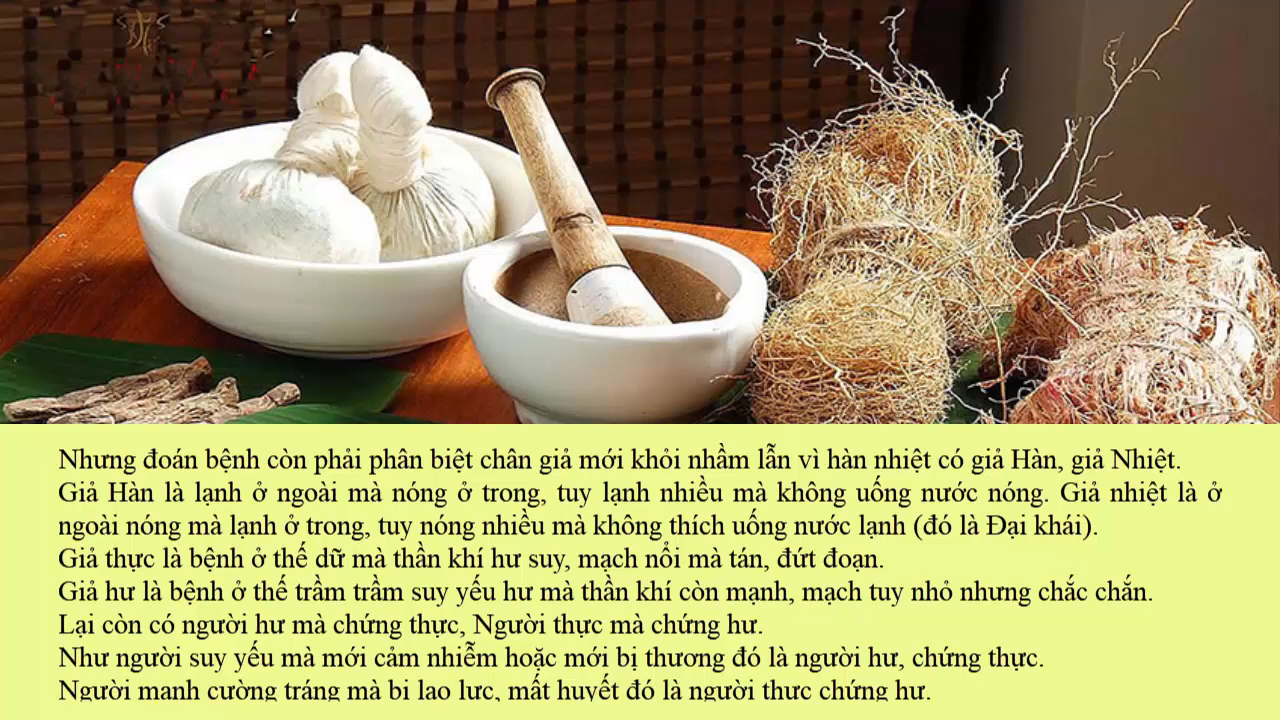 Nhưng đoán bệnh còn phải phân biệt chân giả mới khỏi nhầm lẫn vì hàn nhiệt có giả Hàn, giả Nhiệt.
Giả Hàn là lạnh ở ngoài mà nóng ở trong, tuy lạnh nhiều mà không uống nước nóng. Giả nhiệt là ở
ngoài nóng mà lạnh ở trong, tuy nóng nhiều mà không thích uống nước lạnh (đó là Đại khái).
Giả thực là bệnh ở thế dữ mà thần khí hư suy, mạch nổi mà tán, đứt đoạn.
Giả hư là bệnh ở thế trầm trầm suy yếu hư mà thần khí còn mạnh, mạch tuy nhỏ nhưng chắc chắn.
Lại còn có người hư mà chứng thực, Người thực mà chứng hư.
Như người suy yếu mà mới cảm nhiễm hoặc mới bị thương đó là người hư, chứng thực.
Người mạnh cường tráng mà bị lao lực, mất huyết đó là người thực chứng hư.